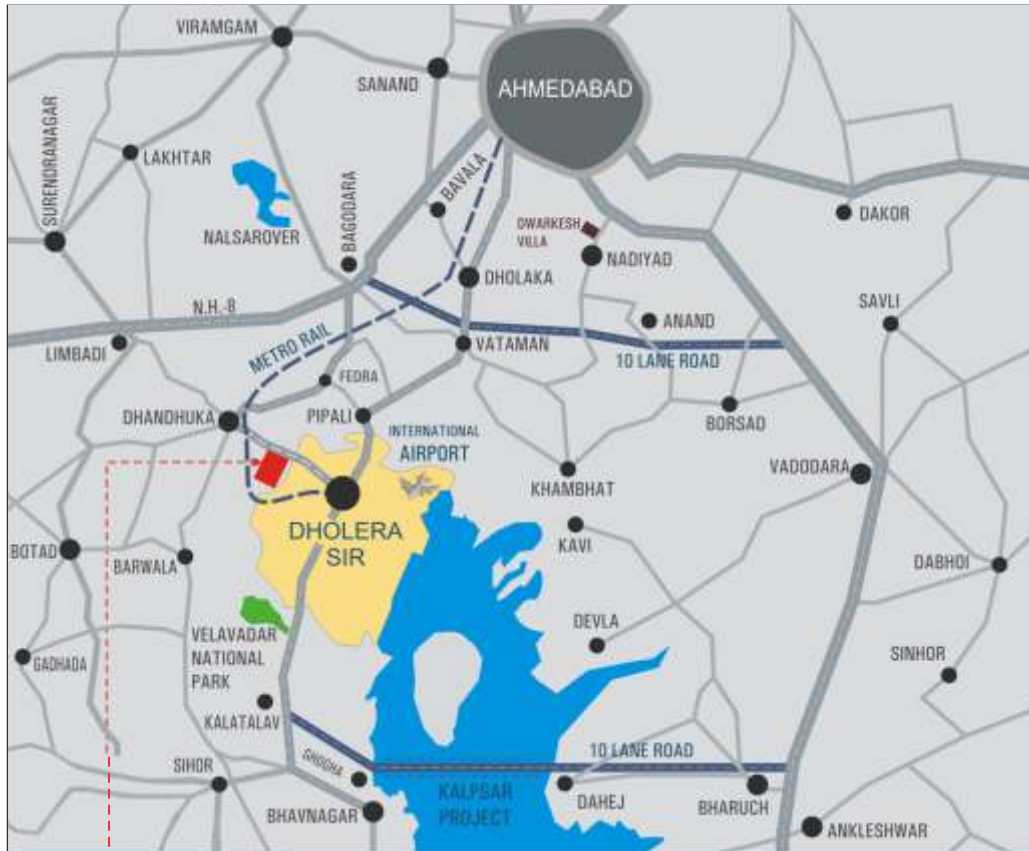 VIRAMGAM
SANAND
AHMEDABAD
SURENDRANAGAR
LAKHTAR
NALSAROVER
BAGODARA
BAVALA
DWARKESH
VILLA
NADIYAD
DAKOR
DHOLAKA
N.H.-8
SAVLI
ANAND
LIMBADI
METRO RAIL
VATAMAN
10 LANE ROAD
FEDRA
DHANDHUKA
PIPALI
BORSAD
INTERNATIONAL
AIRPORT
VADODARA
KHAMBHAT
DHOLERA
SIR
KAVI
BOTAD
BARWALA
DABHOI
VELAVADAR
NATIONAL
PARK
DEVLA
GADHADA
SINHOR
KALATALAV
10 LANE ROAD
SIHOR
GHOGHA
KALPSAR
PROJECT
DAHEJ
BHARUCH
BHAVNAGAR
ANKLESHWAR